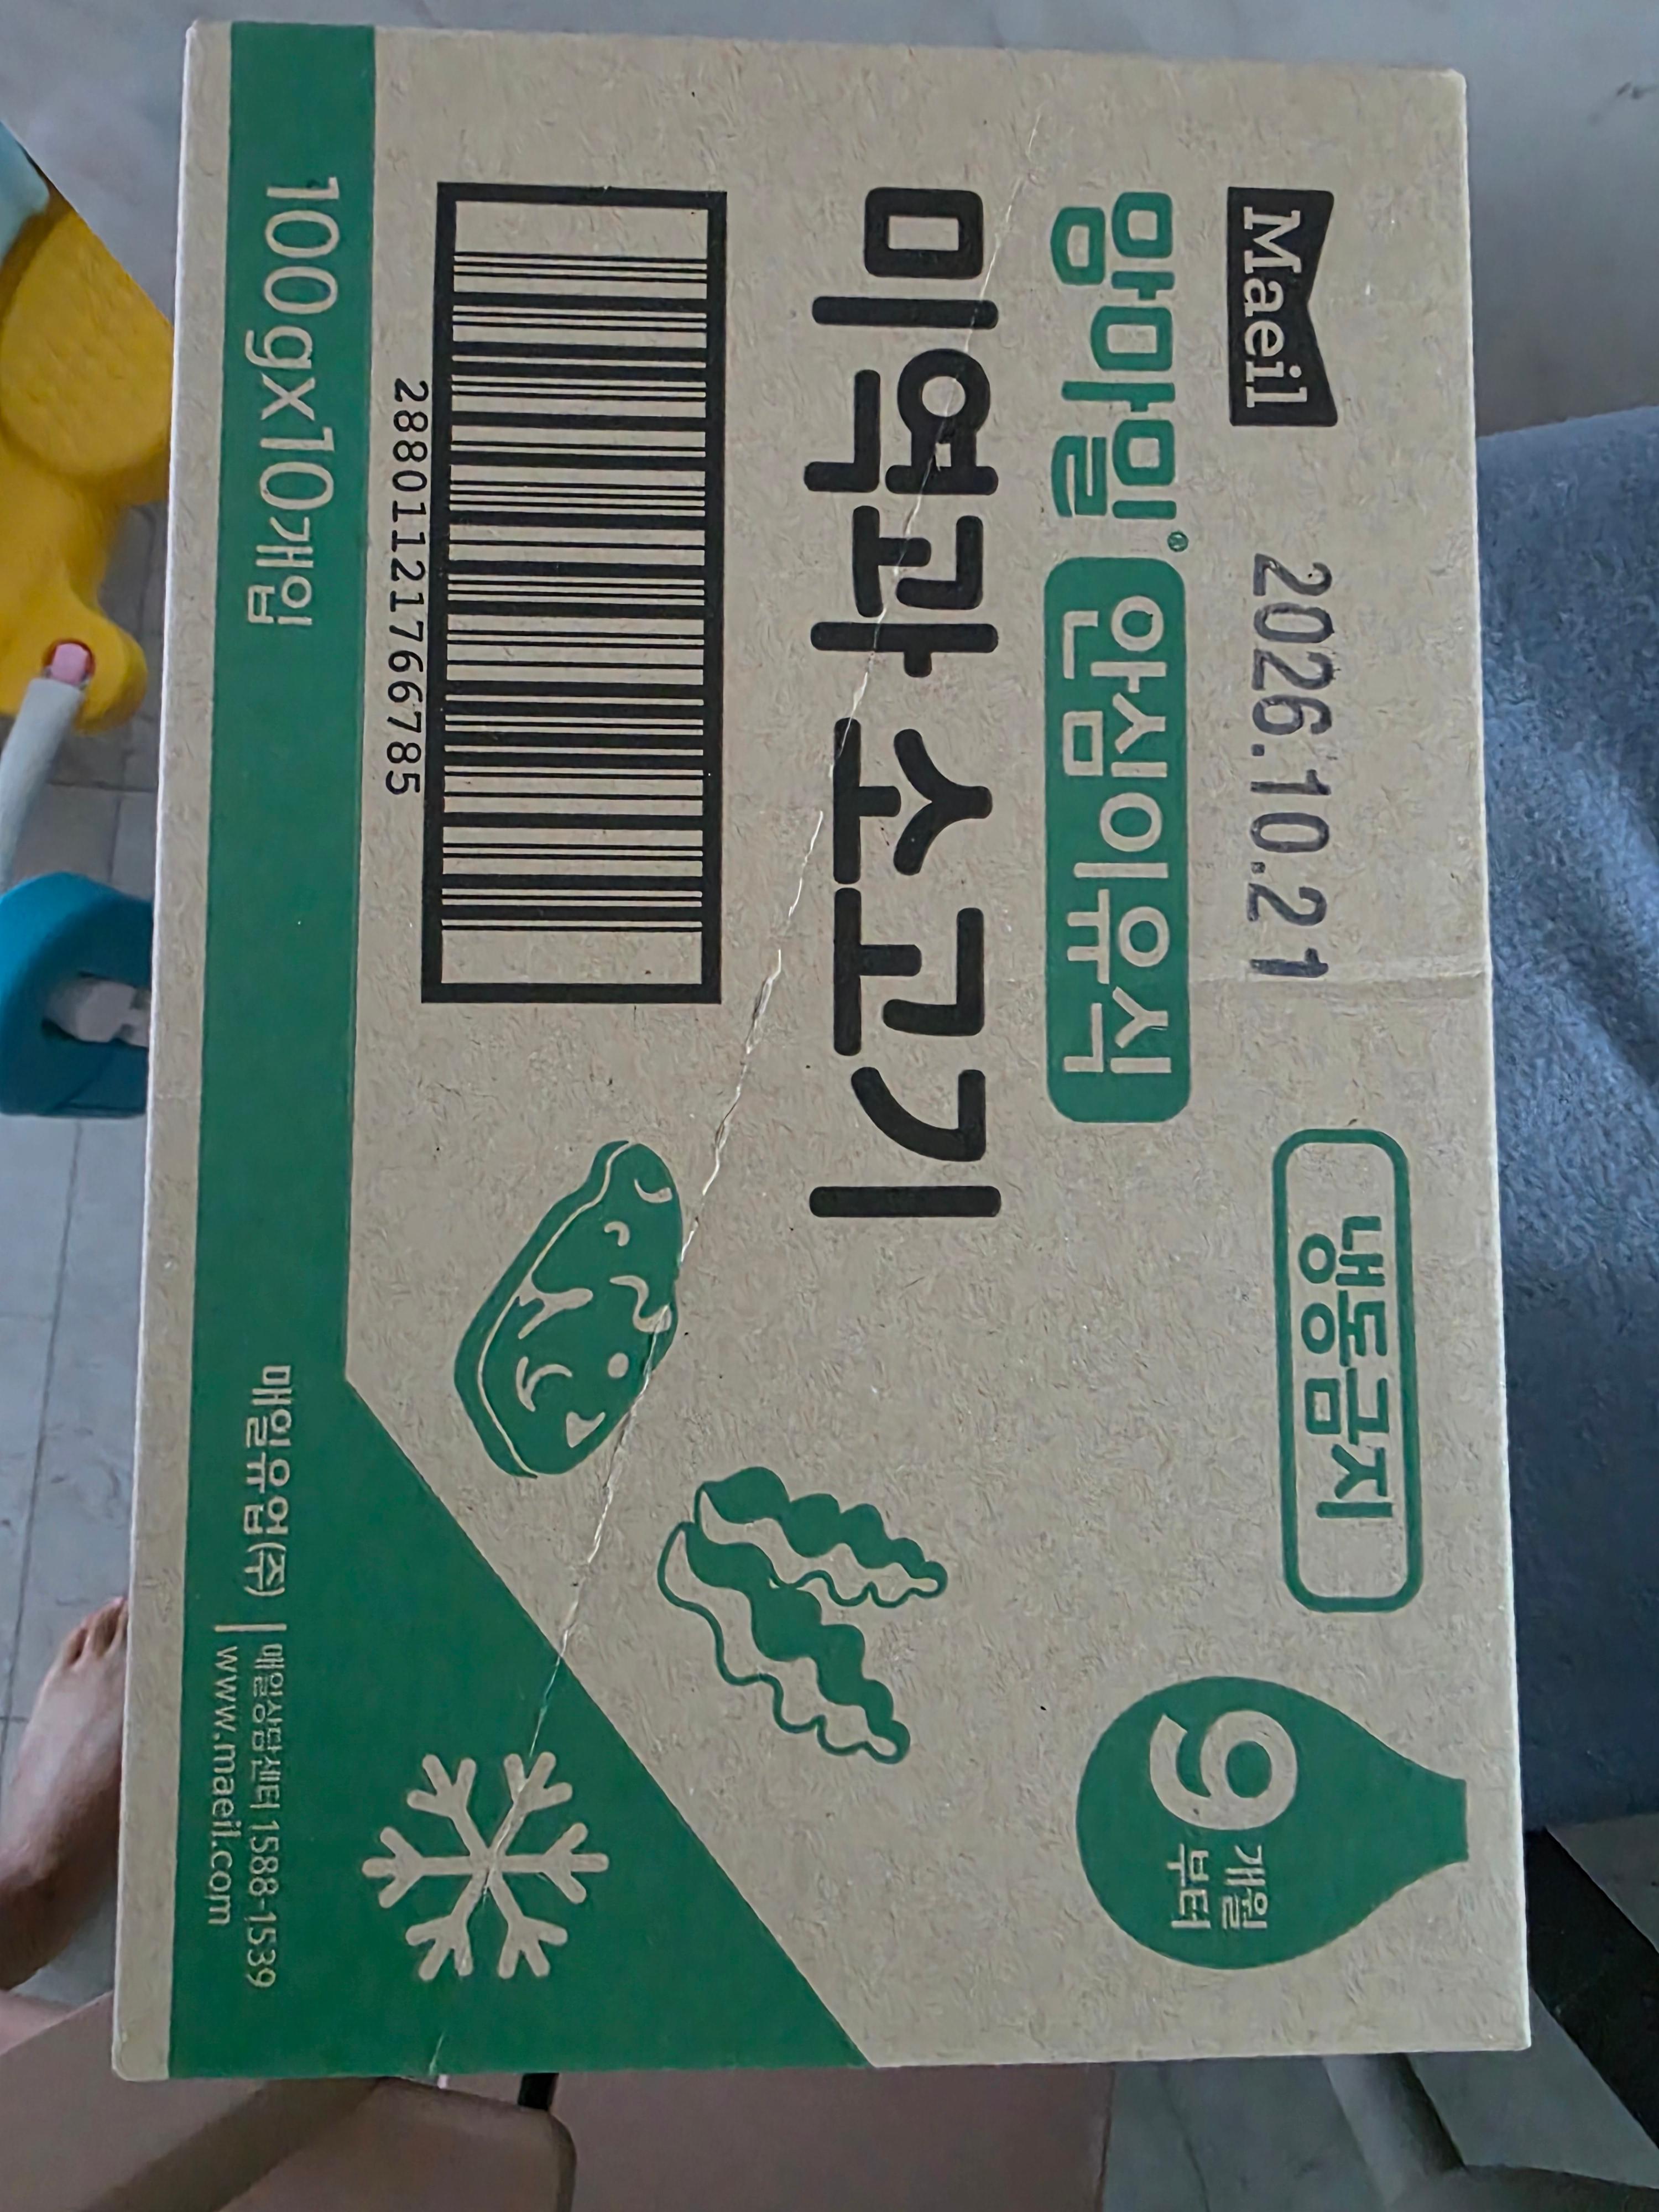 Maeil
2026.10.21
냉동금지
9개월
부터
맘마밀® 안심이유식
미역과 소고기
28801121766785
100gx10개입
매일유업(주)
매일상담센터 1588-1539
www.maeil.com